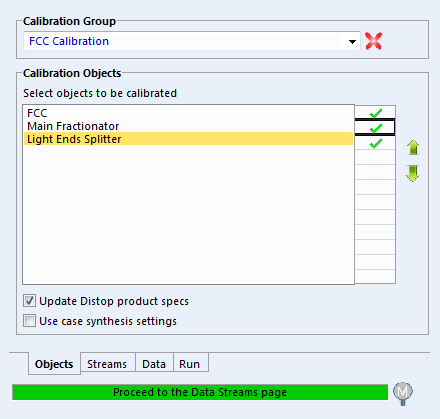 Calibration Group
FCC Calibration
Calibration Objects
Select objects to be calibrated
FCC
Main Fractionator
Light Ends Splitter
Update Distop product specs
Use case synthesis settings
Objects Streams Data Run
Proceed to the Data Streams page M